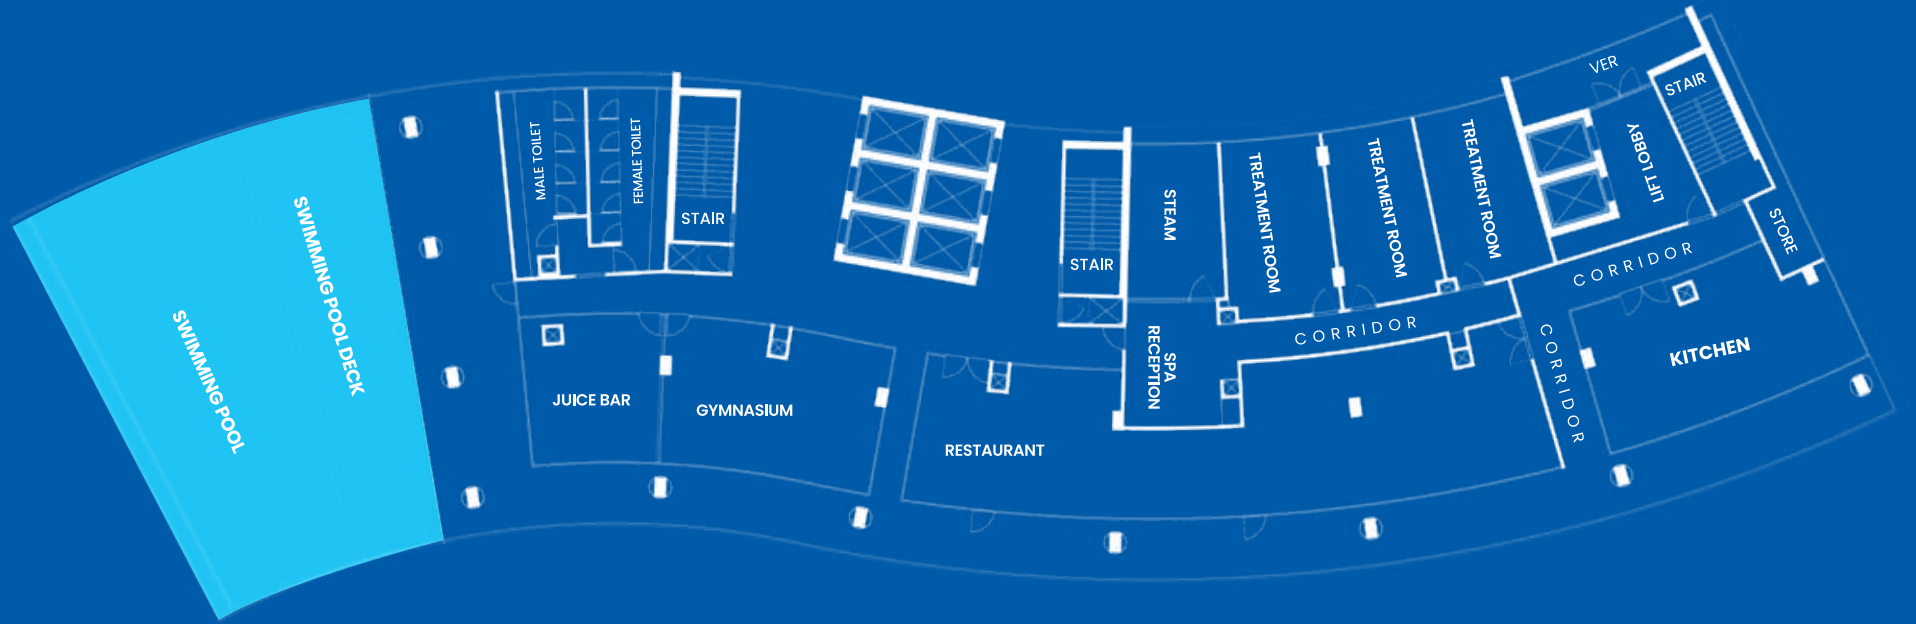 SWIMMING POOL
SWIMMING POOL DECK
MALE TOILET
FEMALE TOILET
STAIR
JUICE BAR
GYMNASIUM
RESTAURANT
STAIR
STEAM
SPA
RECEPTION
TREATMENT ROOM
TREATMENT ROOM
TREATMENT ROOM
CORRIDOR
CORRIDOR
CORRIDOR
VER
STAIR
LIFT LOBBY
STORE
KITCHEN